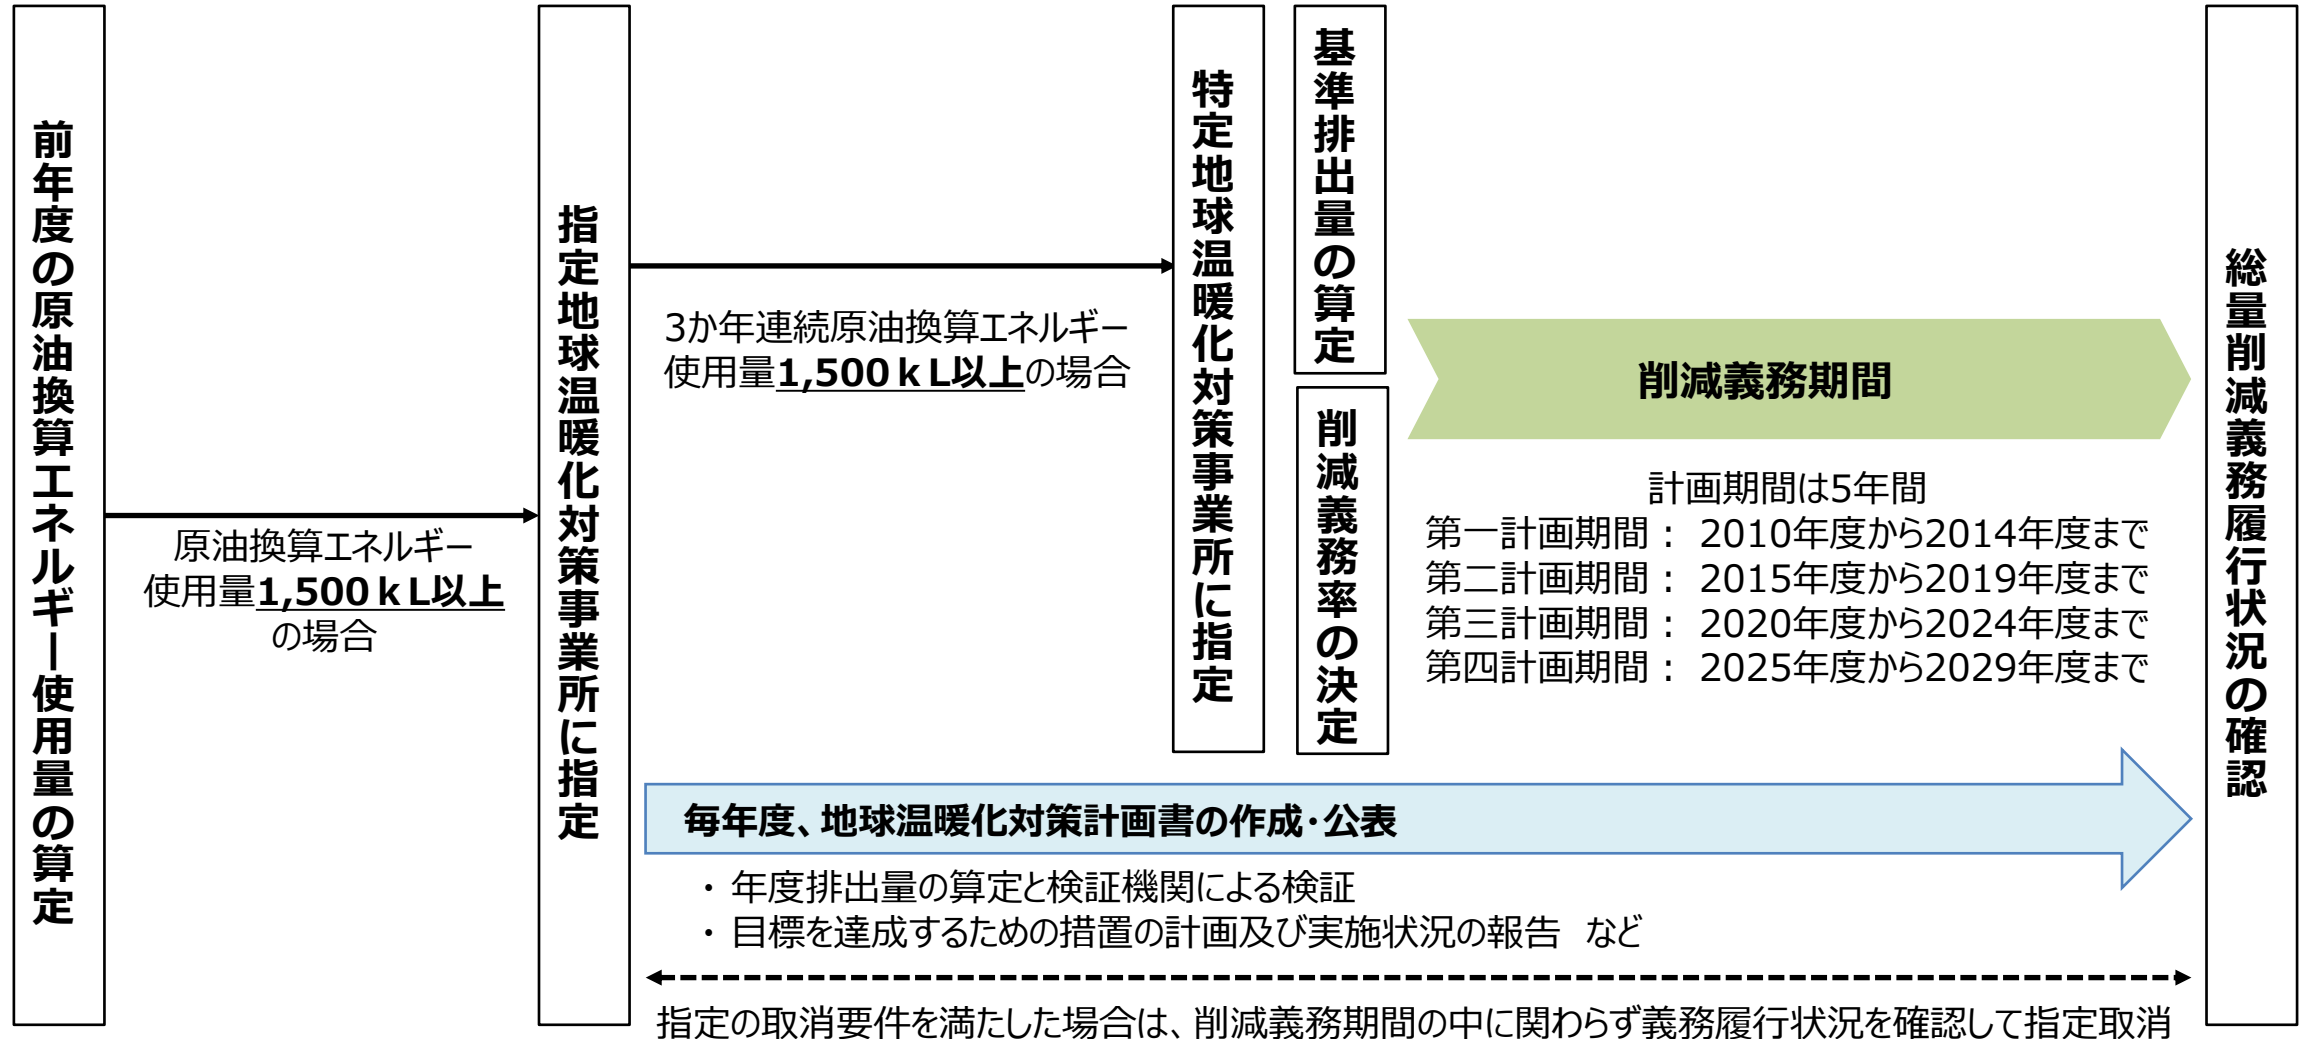 前年度の原油換算エネルギー使用量の算定
原油換算エネルギー
使用量1,500ｋL以上
の場合
指定地球温暖化対策事業所に指定
3か年連続原油換算エネルギー
使用量1,500ｋL以上の場合
特定地球温暖化対策事業所に指定
基準排出量の算定
削減義務率の決定
削減義務期間
計画期間は5年間
第一計画期間： 2010年度から2014年度まで
第二計画期間： 2015年度から2019年度まで
第三計画期間： 2020年度から2024年度まで
第四計画期間： 2025年度から2029年度まで
総量削減義務履行状況の確認
毎年度、地球温暖化対策計画書の作成・公表
・ 年度排出量の算定と検証機関による検証
・ 目標を達成するための措置の計画及び実施状況の報告 など
指定の取消要件を満たした場合は、削減義務期間の中に関わらず義務履行状況を確認して指定取消